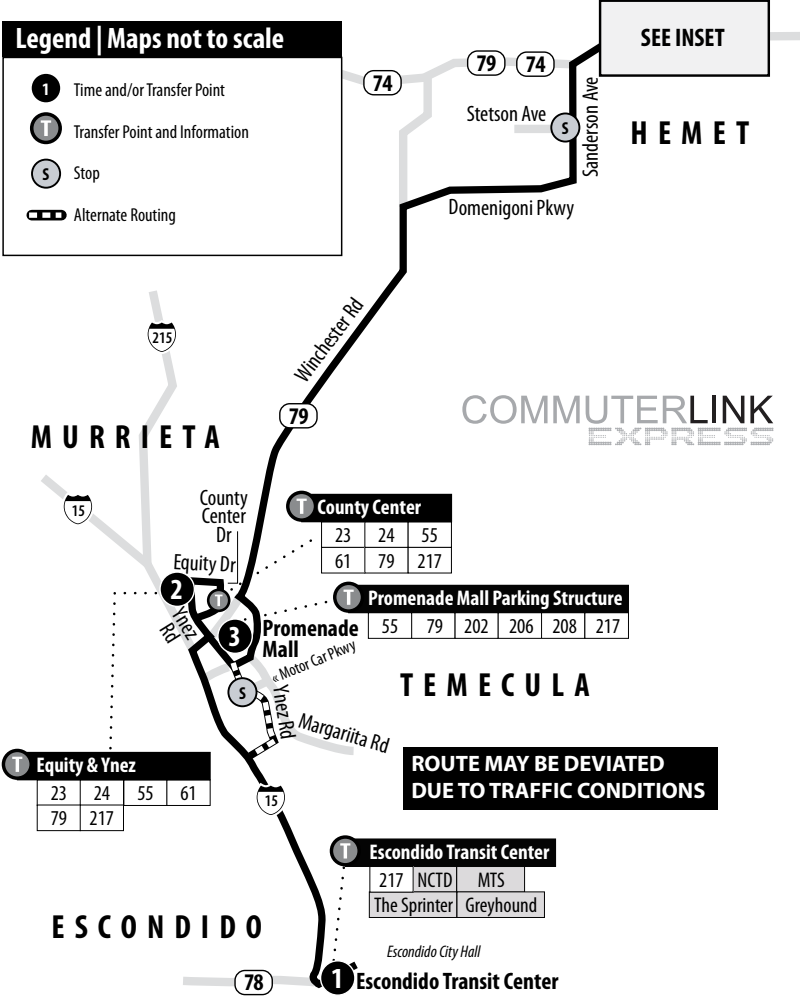 Legend | Maps not to scale
1 Time and/or Transfer Point
T Transfer Point and Information
S Stop
Alternate Routing
SEE INSET
74
79
74
Stetson Ave
S
Sanderson Ave
HEMET
Domenigoni Pkwy
Winchester Rd
215
79
COMMUTERLINK
EXPRESS
MURRIETA
15
County
Center
Dr
Equity Dr
T County Center
23 24 55
61 79 217
2
T
Ynez
Rd
3
Promenade
Mall
T Promenade Mall Parking Structure
55 79 202 206 208 217
« Motor Car Pkwy
S
Ynez Rd
Margariita Rd
TEMECULA
ROUTE MAY BE DEVIATED
DUE TO TRAFFIC CONDITIONS
T Equity & Ynez
23 24 55 61
79 217
15
T Escondido Transit Center
217 NCTD MTS
The Sprinter Greyhound
ESCONDIDO
Escondido City Hall
78
1 Escondido Transit Center